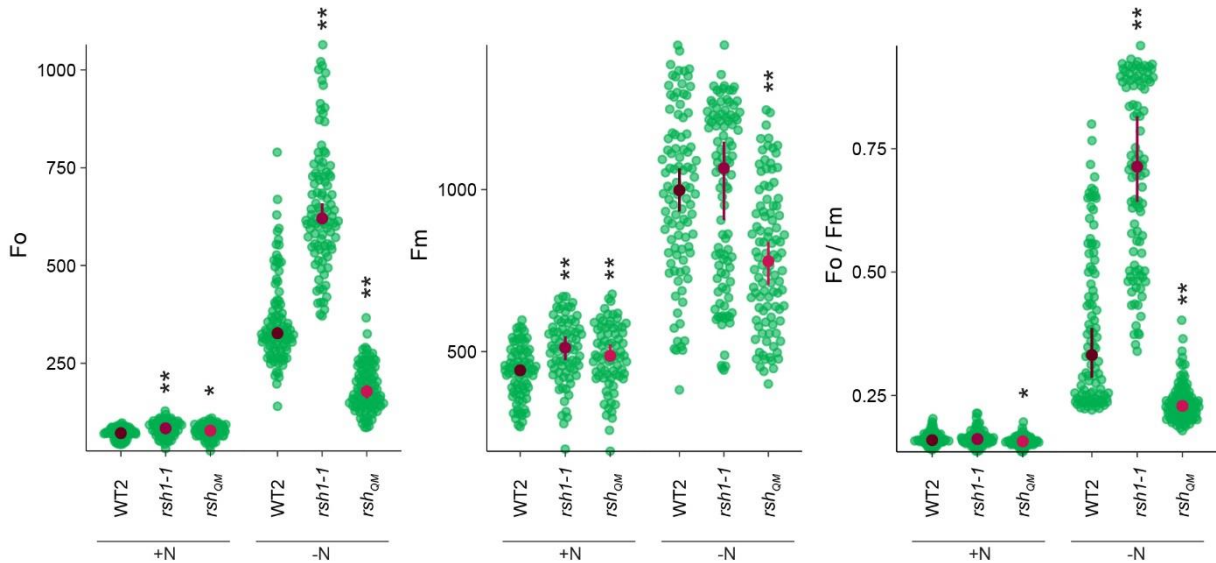 Fo
1000
750
500
250
**
*
**
**
WT2
rsh1-1
rshQM
WT2
rsh1-1
rshQM
+N
-N
Fm
1000
500
**
**
**
WT2
rsh1-1
rshQM
WT2
rsh1-1
rshQM
+N
-N
Fo / Fm
0.75
0.50
0.25
*
**
**
WT2
rsh1-1
rshQM
WT2
rsh1-1
rshQM
+N
-N